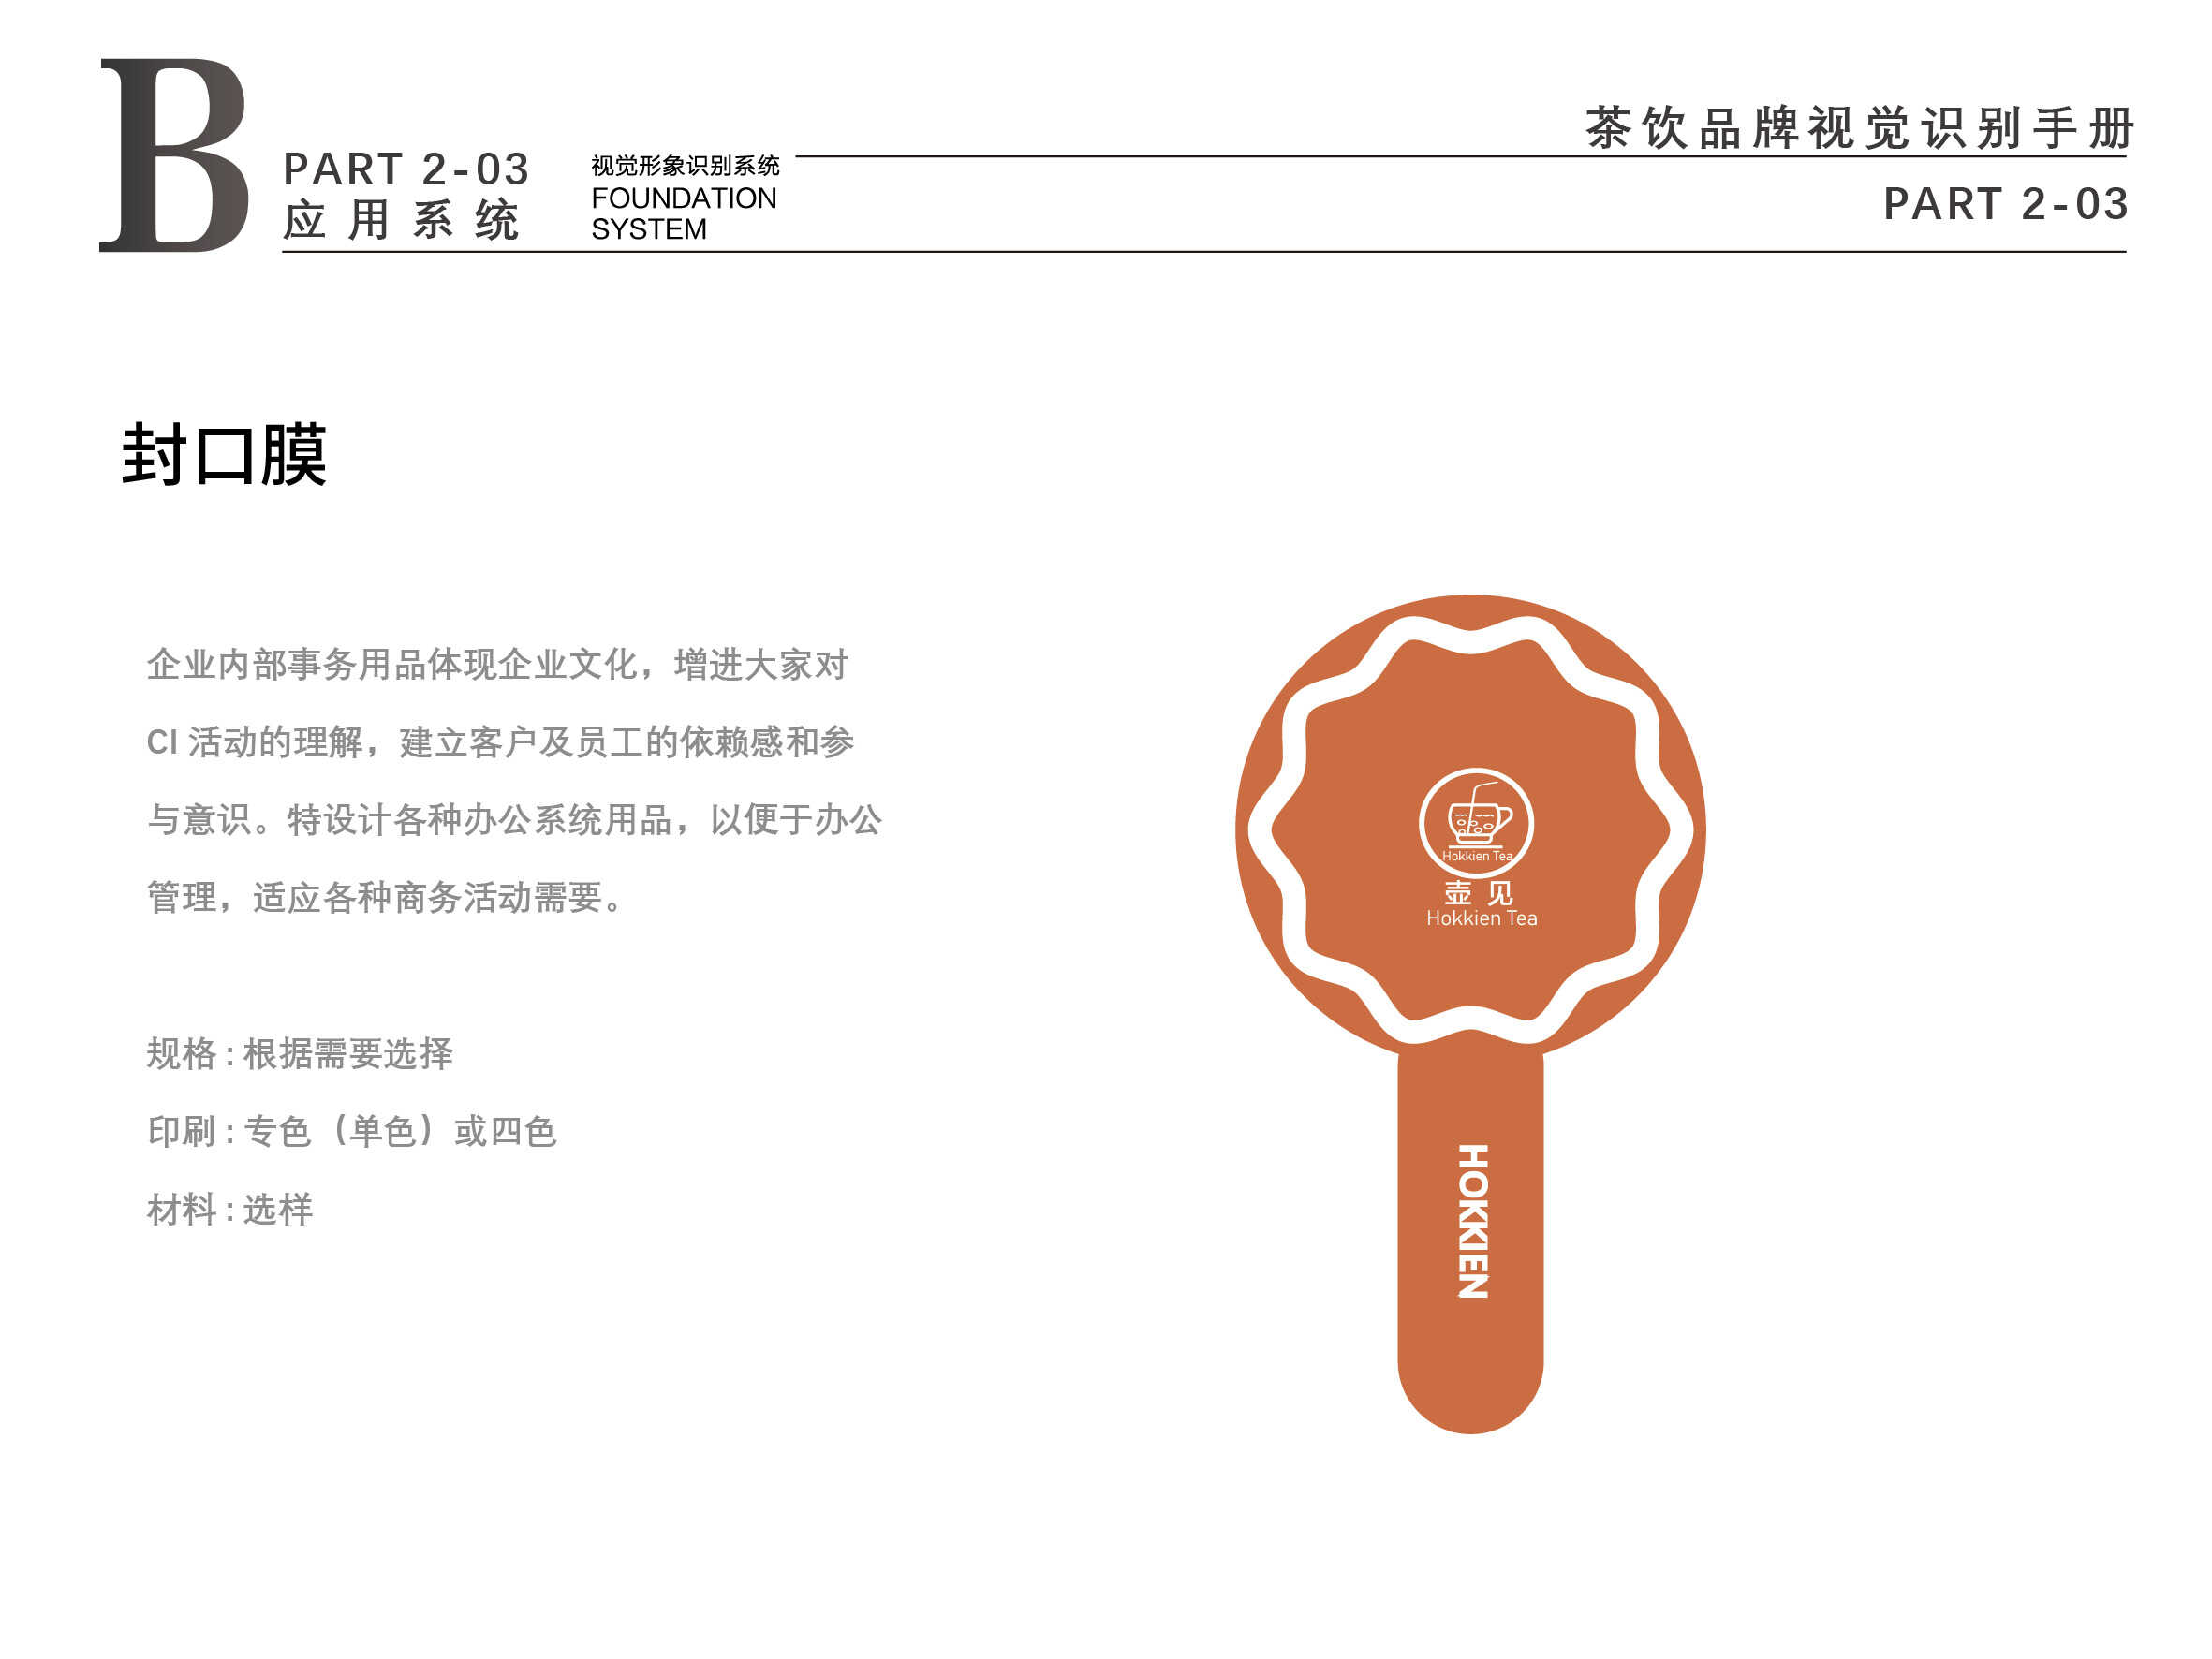 B
PART 2-03
应用系统
视觉形象识别系统
FOUNDATION
SYSTEM
茶饮品牌视觉识别手册
PART 2-03
封口膜
企业内部事务用品体现企业文化，增进大家对
CI 活动的理解，建立客户及员工的依赖感和参
与意识。特设计各种办公系统用品，以便于办公
管理，适应各种商务活动需要。
规格 : 根据需要选择
印刷 : 专色（单色）或四色
材料 : 选样
Hokkien Tea
壶见
Hokkien Tea
HOKKIEN